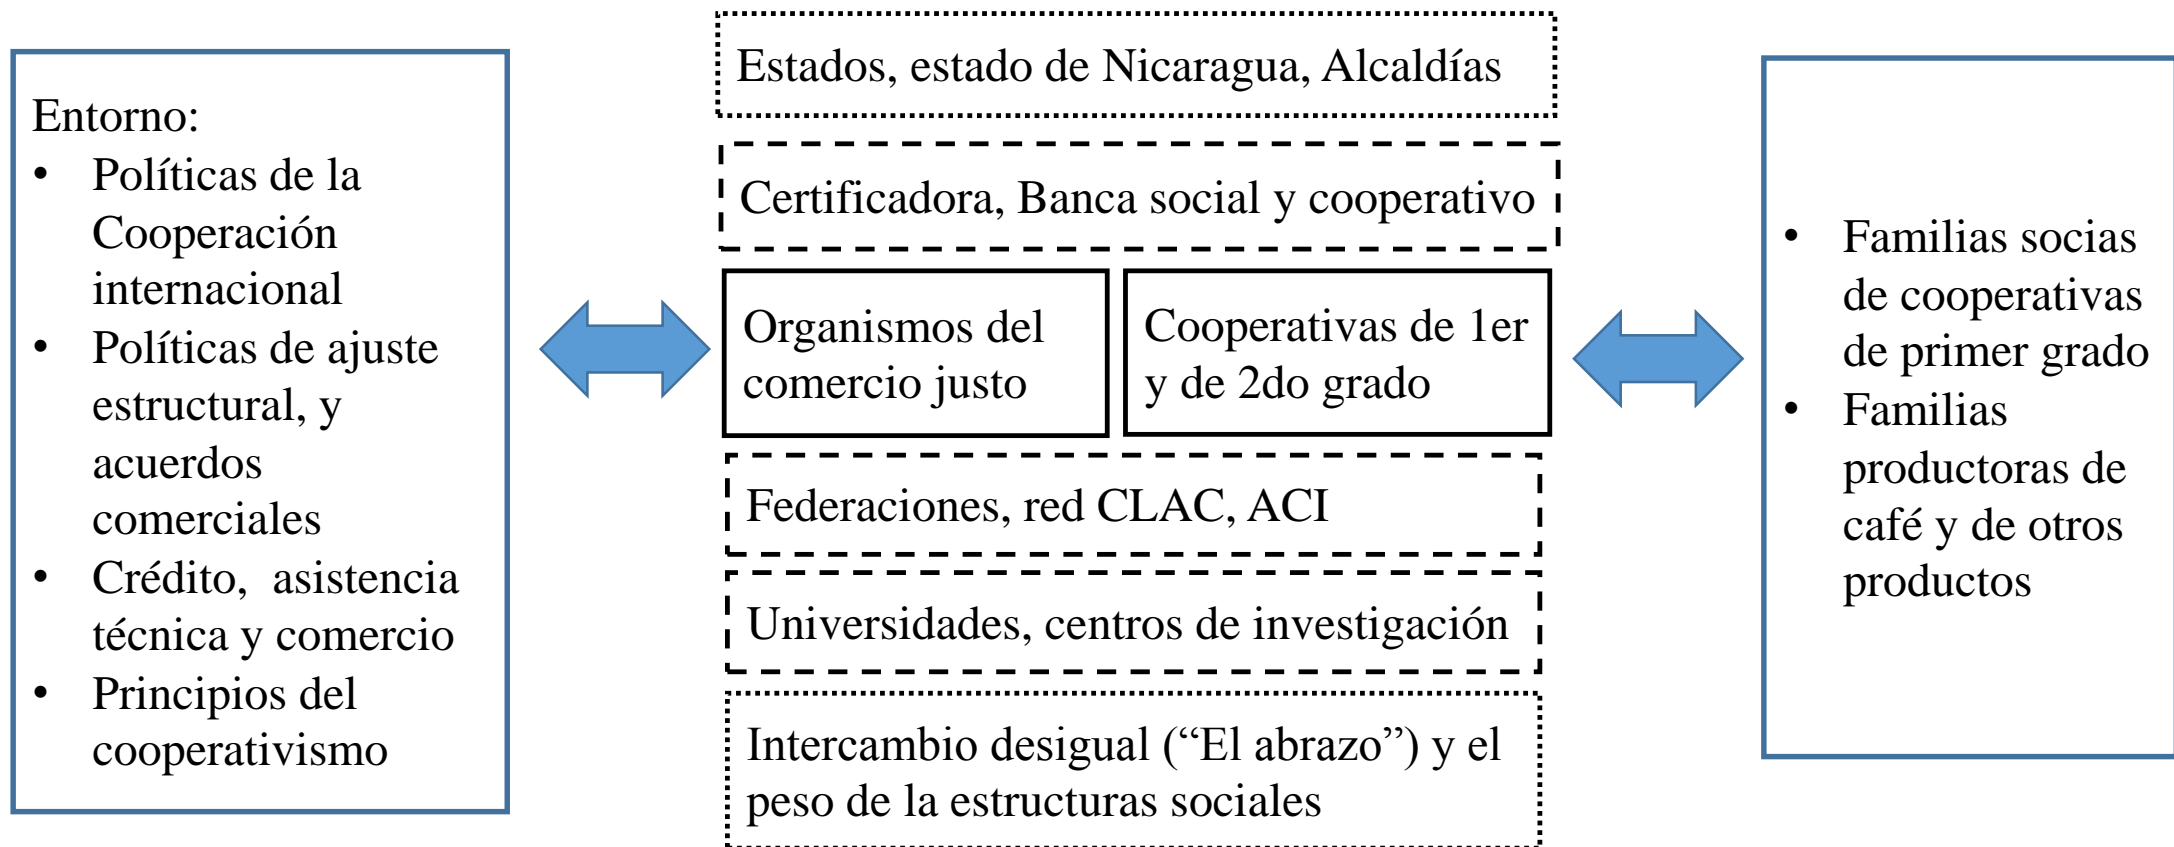 Entorno:
• Políticas de la
Cooperación
internacional
• Políticas de ajuste
estructural, y
acuerdos
comerciales
• Crédito, asistencia
técnica y comercio
• Principios del
cooperativismo
Estados, estado de Nicaragua, Alcaldías
Certificadora, Banca social y cooperativo
Organismos del
comercio justo
Cooperativas de 1er
y de 2do grado
Federaciones, red CLAC, ACI
Universidades, centros de investigación
Intercambio desigual (“El abrazo”) y el
peso de la estructuras sociales
• Familias socias
de cooperativas
de primer grado
• Familias
productoras de
café y de otros
productos